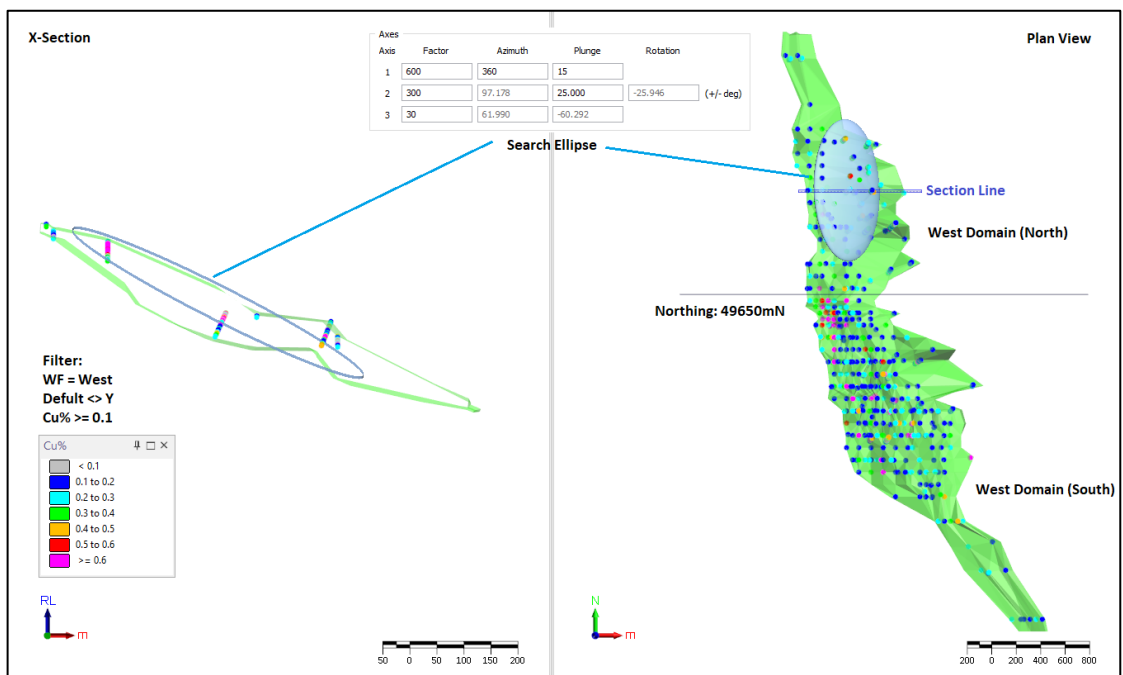 X-Section
Plan View
Axes
Axis Factor Azimuth Plunge Rotation
1 600 360 15
2 300 97.178 25.000 -25.946 (+/- deg)
3 30 61.990 -60.292
Search Ellipse
Section Line
West Domain (North)
Northing: 49650mN
Filter:
WF = West
Defult <> Y
Cu% >= 0.1
Cu%
< 0.1
0.1 to 0.2
0.2 to 0.3
0.3 to 0.4
0.4 to 0.5
0.5 to 0.6
>= 0.6
West Domain (South)
RL
E
N
E
50 0 50 100 150 200
200 0 200 400 600 800